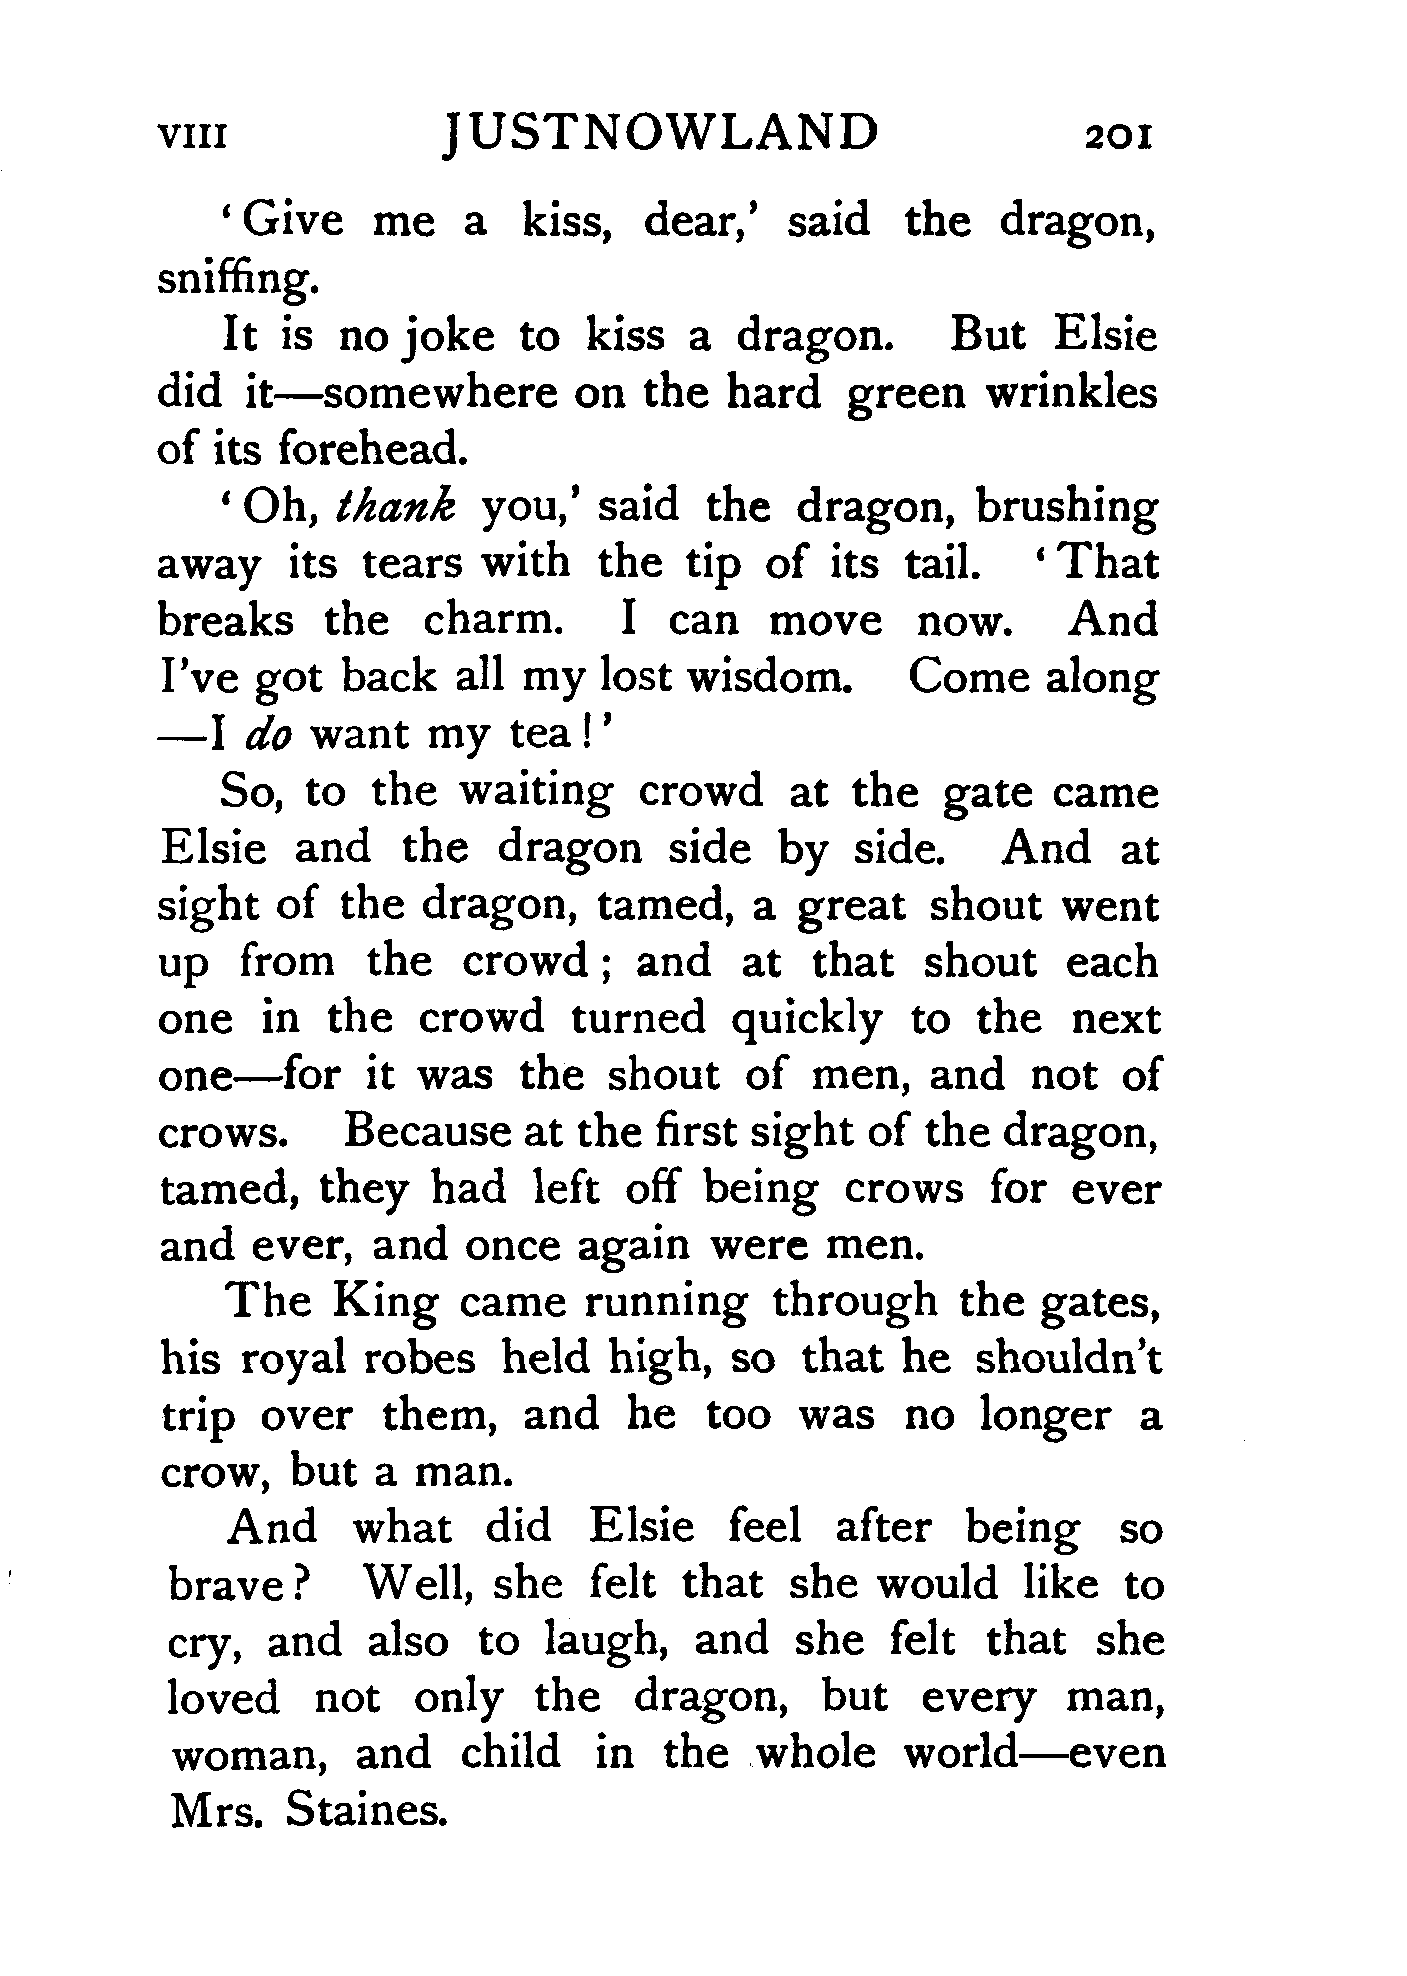 VIII JUSTNOWLAND 201
‘Give me a kiss, dear,’ said the dragon,
sniffing.
It is no joke to kiss a dragon. But Elsie
did it—somewhere on the hard green wrinkles
of its forehead.
‘Oh, thank you,’ said the dragon, brushing
away its tears with the tip of its tail. ‘That
breaks the charm. I can move now. And
I've got back all my lost wisdom. Come along
—I do want my tea!’
So, to the waiting crowd at the gate came
Elsie and the dragon side by side. And at
sight of the dragon, tamed, a great shout went
up from the crowd; and at that shout each
one in the crowd turned quickly to the next
one—for it was the shout of men, and not of
crows. Because at the first sight of the dragon,
tamed, they had left off being crows for ever
and ever, and once again were men.
The King came running through the gates,
his royal robes held high, so that he shouldn't
trip over them, and he too was no longer a
crow, but a man.
And what did Elsie feel after being so
brave? Well, she felt that she would like to
cry, and also to laugh, and she felt that she
loved not only the dragon, but every man,
woman, and child in the whole world—even
Mrs. Staines.